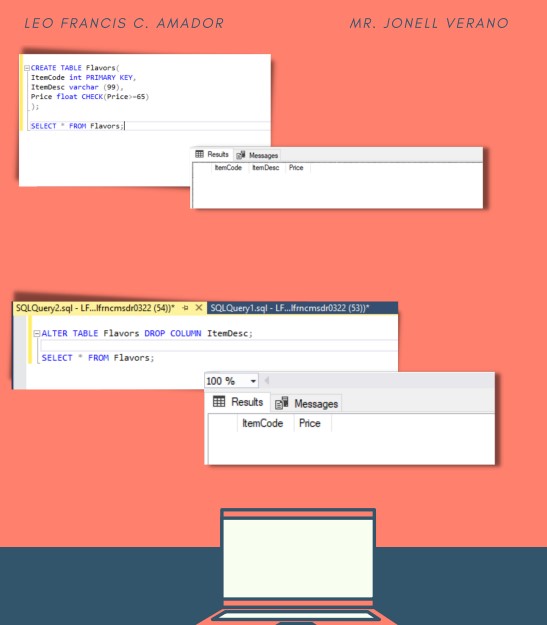 LEO FRANCIS C. AMADOR
MR. JONELL VERANO
CREATE TABLE Flavors(
ItemCode int PRIMARY KEY,
ItemDesc varchar (99),
Price float CHECK(Price>=65)
);
SELECT * FROM Flavors;
Results Messages
ItemCode ItemDesc Price
SQLQuery2.sql - LF...lfrncmsdr0322 (54))* SQLQuery1.sql - LF...lfrncmsdr0322 (53))*
ALTER TABLE Flavors DROP COLUMN ItemDesc;
SELECT * FROM Flavors;
100 %
Results Messages
ItemCode Price